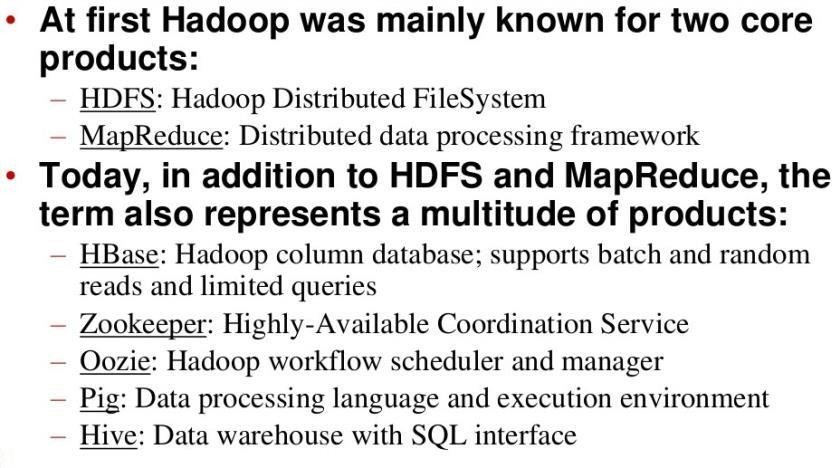 • At first Hadoop was mainly known for two core
products:
– HDFS: Hadoop Distributed FileSystem
– MapReduce: Distributed data processing framework
• Today, in addition to HDFS and MapReduce, the
term also represents a multitude of products:
– HBase: Hadoop column database; supports batch and random
reads and limited queries
– Zookeeper: Highly-Available Coordination Service
– Oozie: Hadoop workflow scheduler and manager
– Pig: Data processing language and execution environment
– Hive: Data warehouse with SQL interface